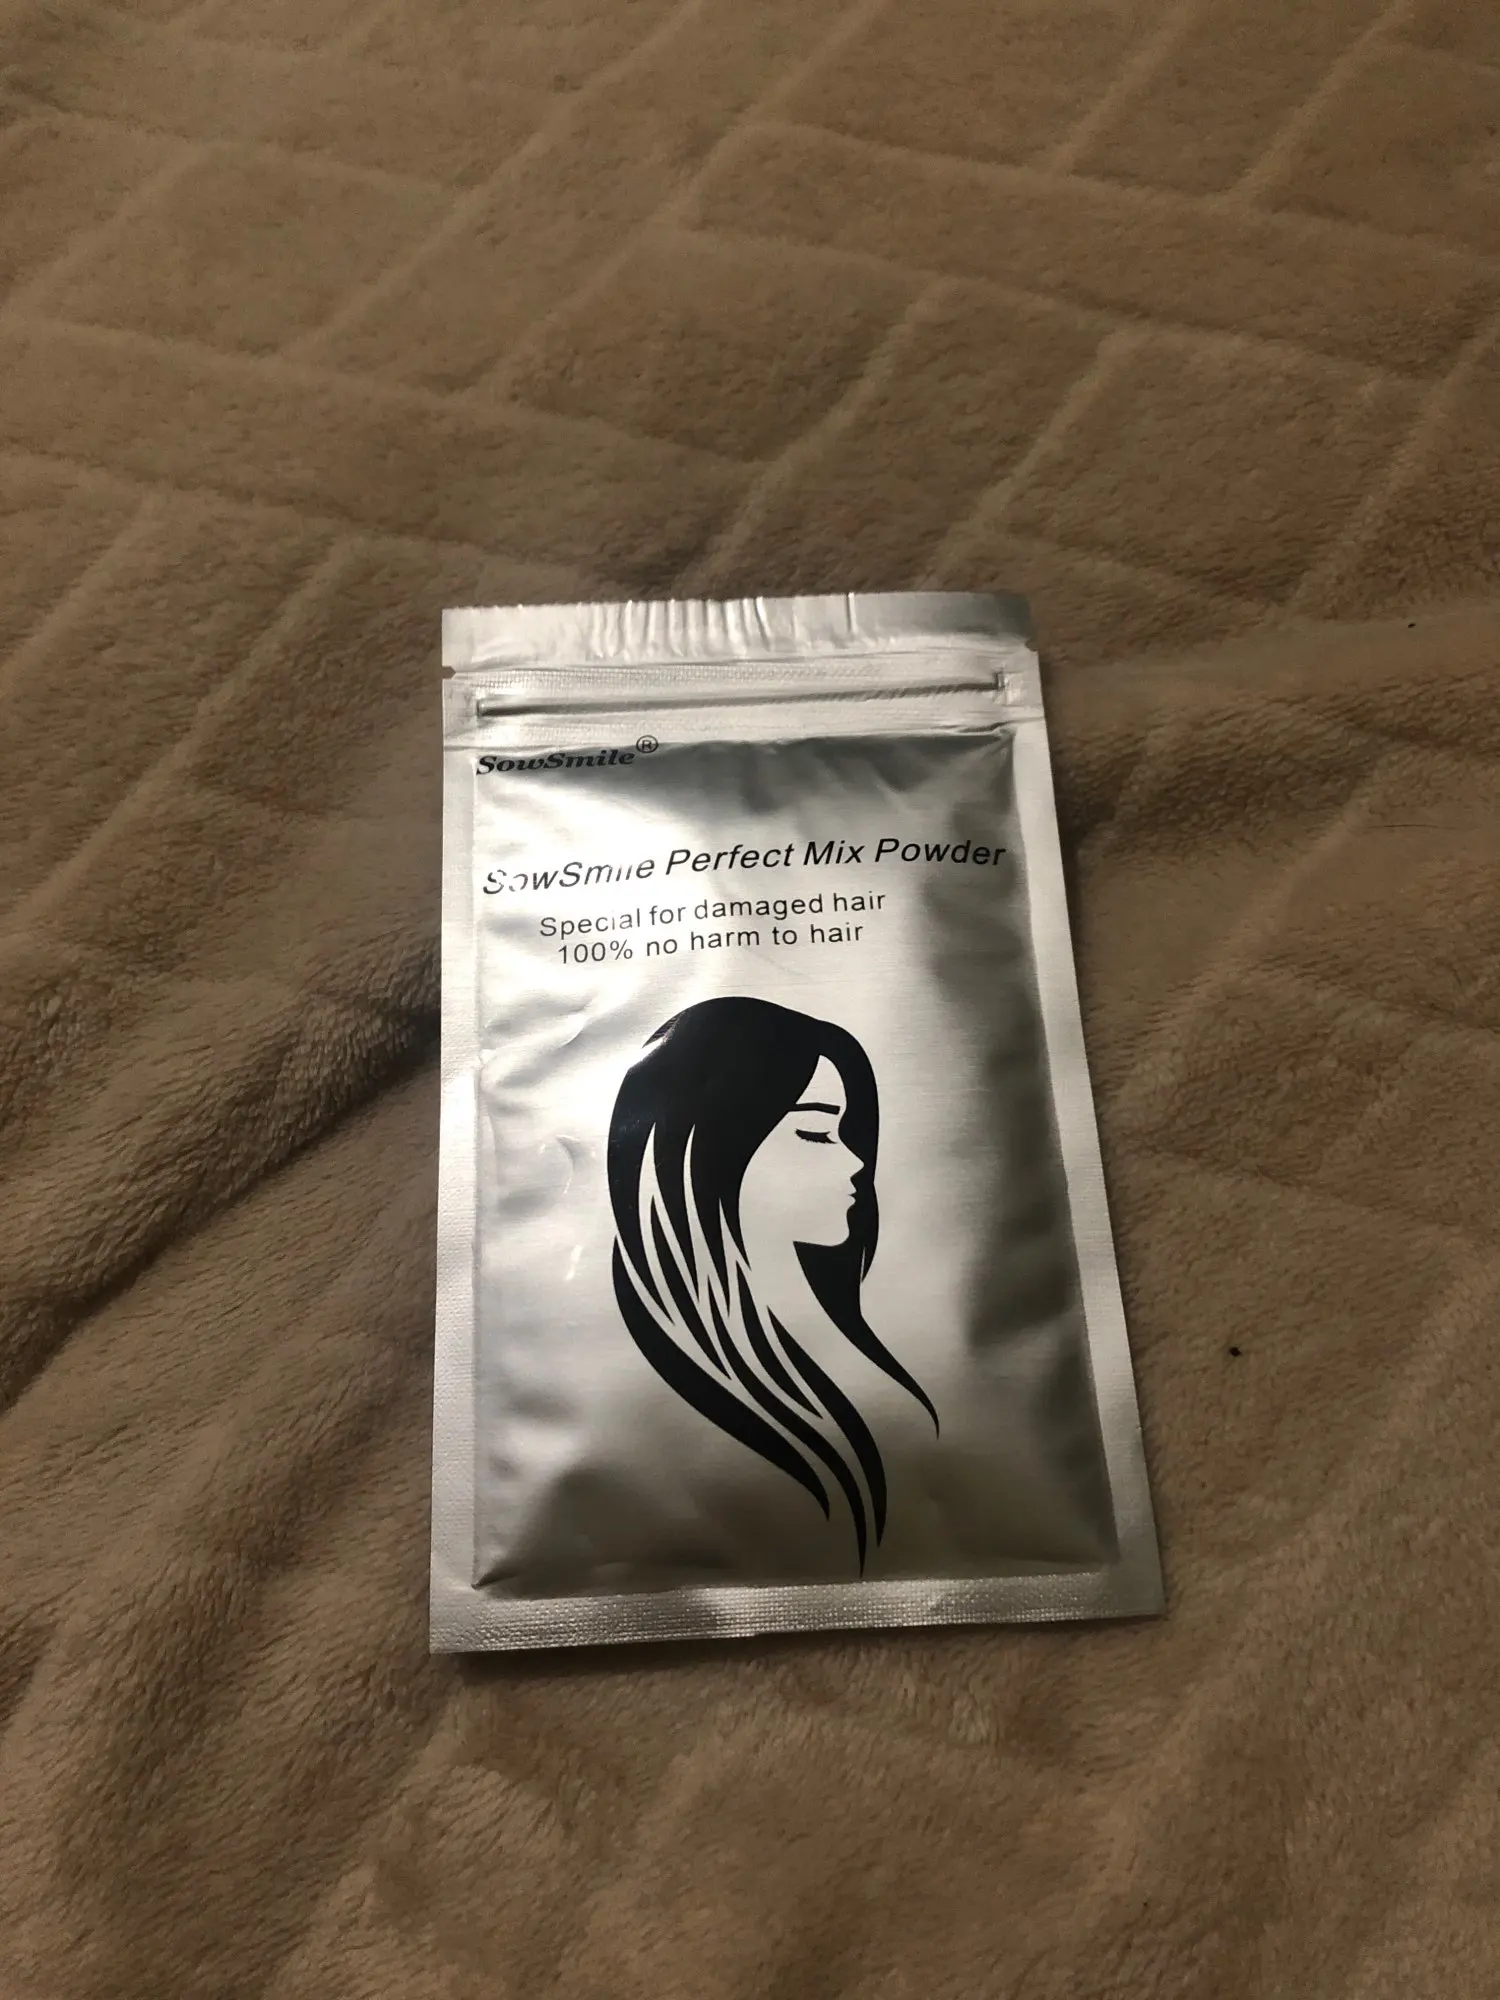 SowSmile®
SowSmile Perfect Mix Powder
Special for damaged hair
100% no harm to hair